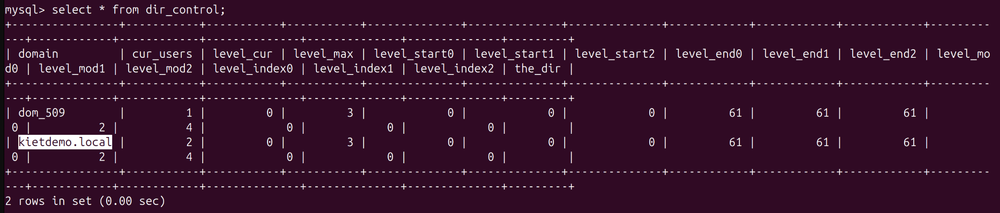 mysql> select * from dir_control;
+----------------+-----------+-----------+-----------+--------------+--------------+--------------+------------+------------+------------+---------
---+------------+------------+--------------+--------------+--------------+---------+
| domain         | cur_users | level_cur | level_max | level_start0 | level_start1 | level_start2 | level_end0 | level_end1 | level_end2 | level_mo
d0 | level_mod1 | level_mod2 | level_index0 | level_index1 | level_index2 | the_dir |
+----------------+-----------+-----------+-----------+--------------+--------------+--------------+------------+------------+------------+---------
---+------------+------------+--------------+--------------+--------------+---------+
| dom_509        |         1 |         0 |         3 |            0 |            0 |            0 |         61 |         61 |         61 |
 0 |          2 |          4 |            0 |            0 |            0 |         |
| kietdemo.local |         2 |         0 |         3 |            0 |            0 |            0 |         61 |         61 |         61 |
 0 |          2 |          4 |            0 |            0 |            0 |         |
+----------------+-----------+-----------+-----------+--------------+--------------+--------------+------------+------------+------------+---------
---+------------+------------+--------------+--------------+--------------+---------+
2 rows in set (0.00 sec)